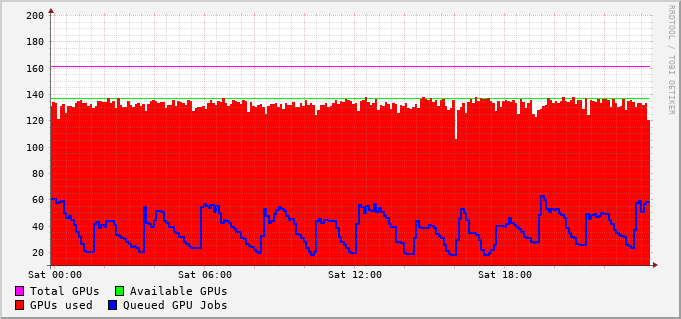 200
180
160
140
120
100
80
60
40
20
Sat 00:00 Sat 06:00 Sat 12:00 Sat 18:00
Total GPUs Available GPUs
GPUs used Queued GPU Jobs
RRDTOOL / TOBI OETIKER